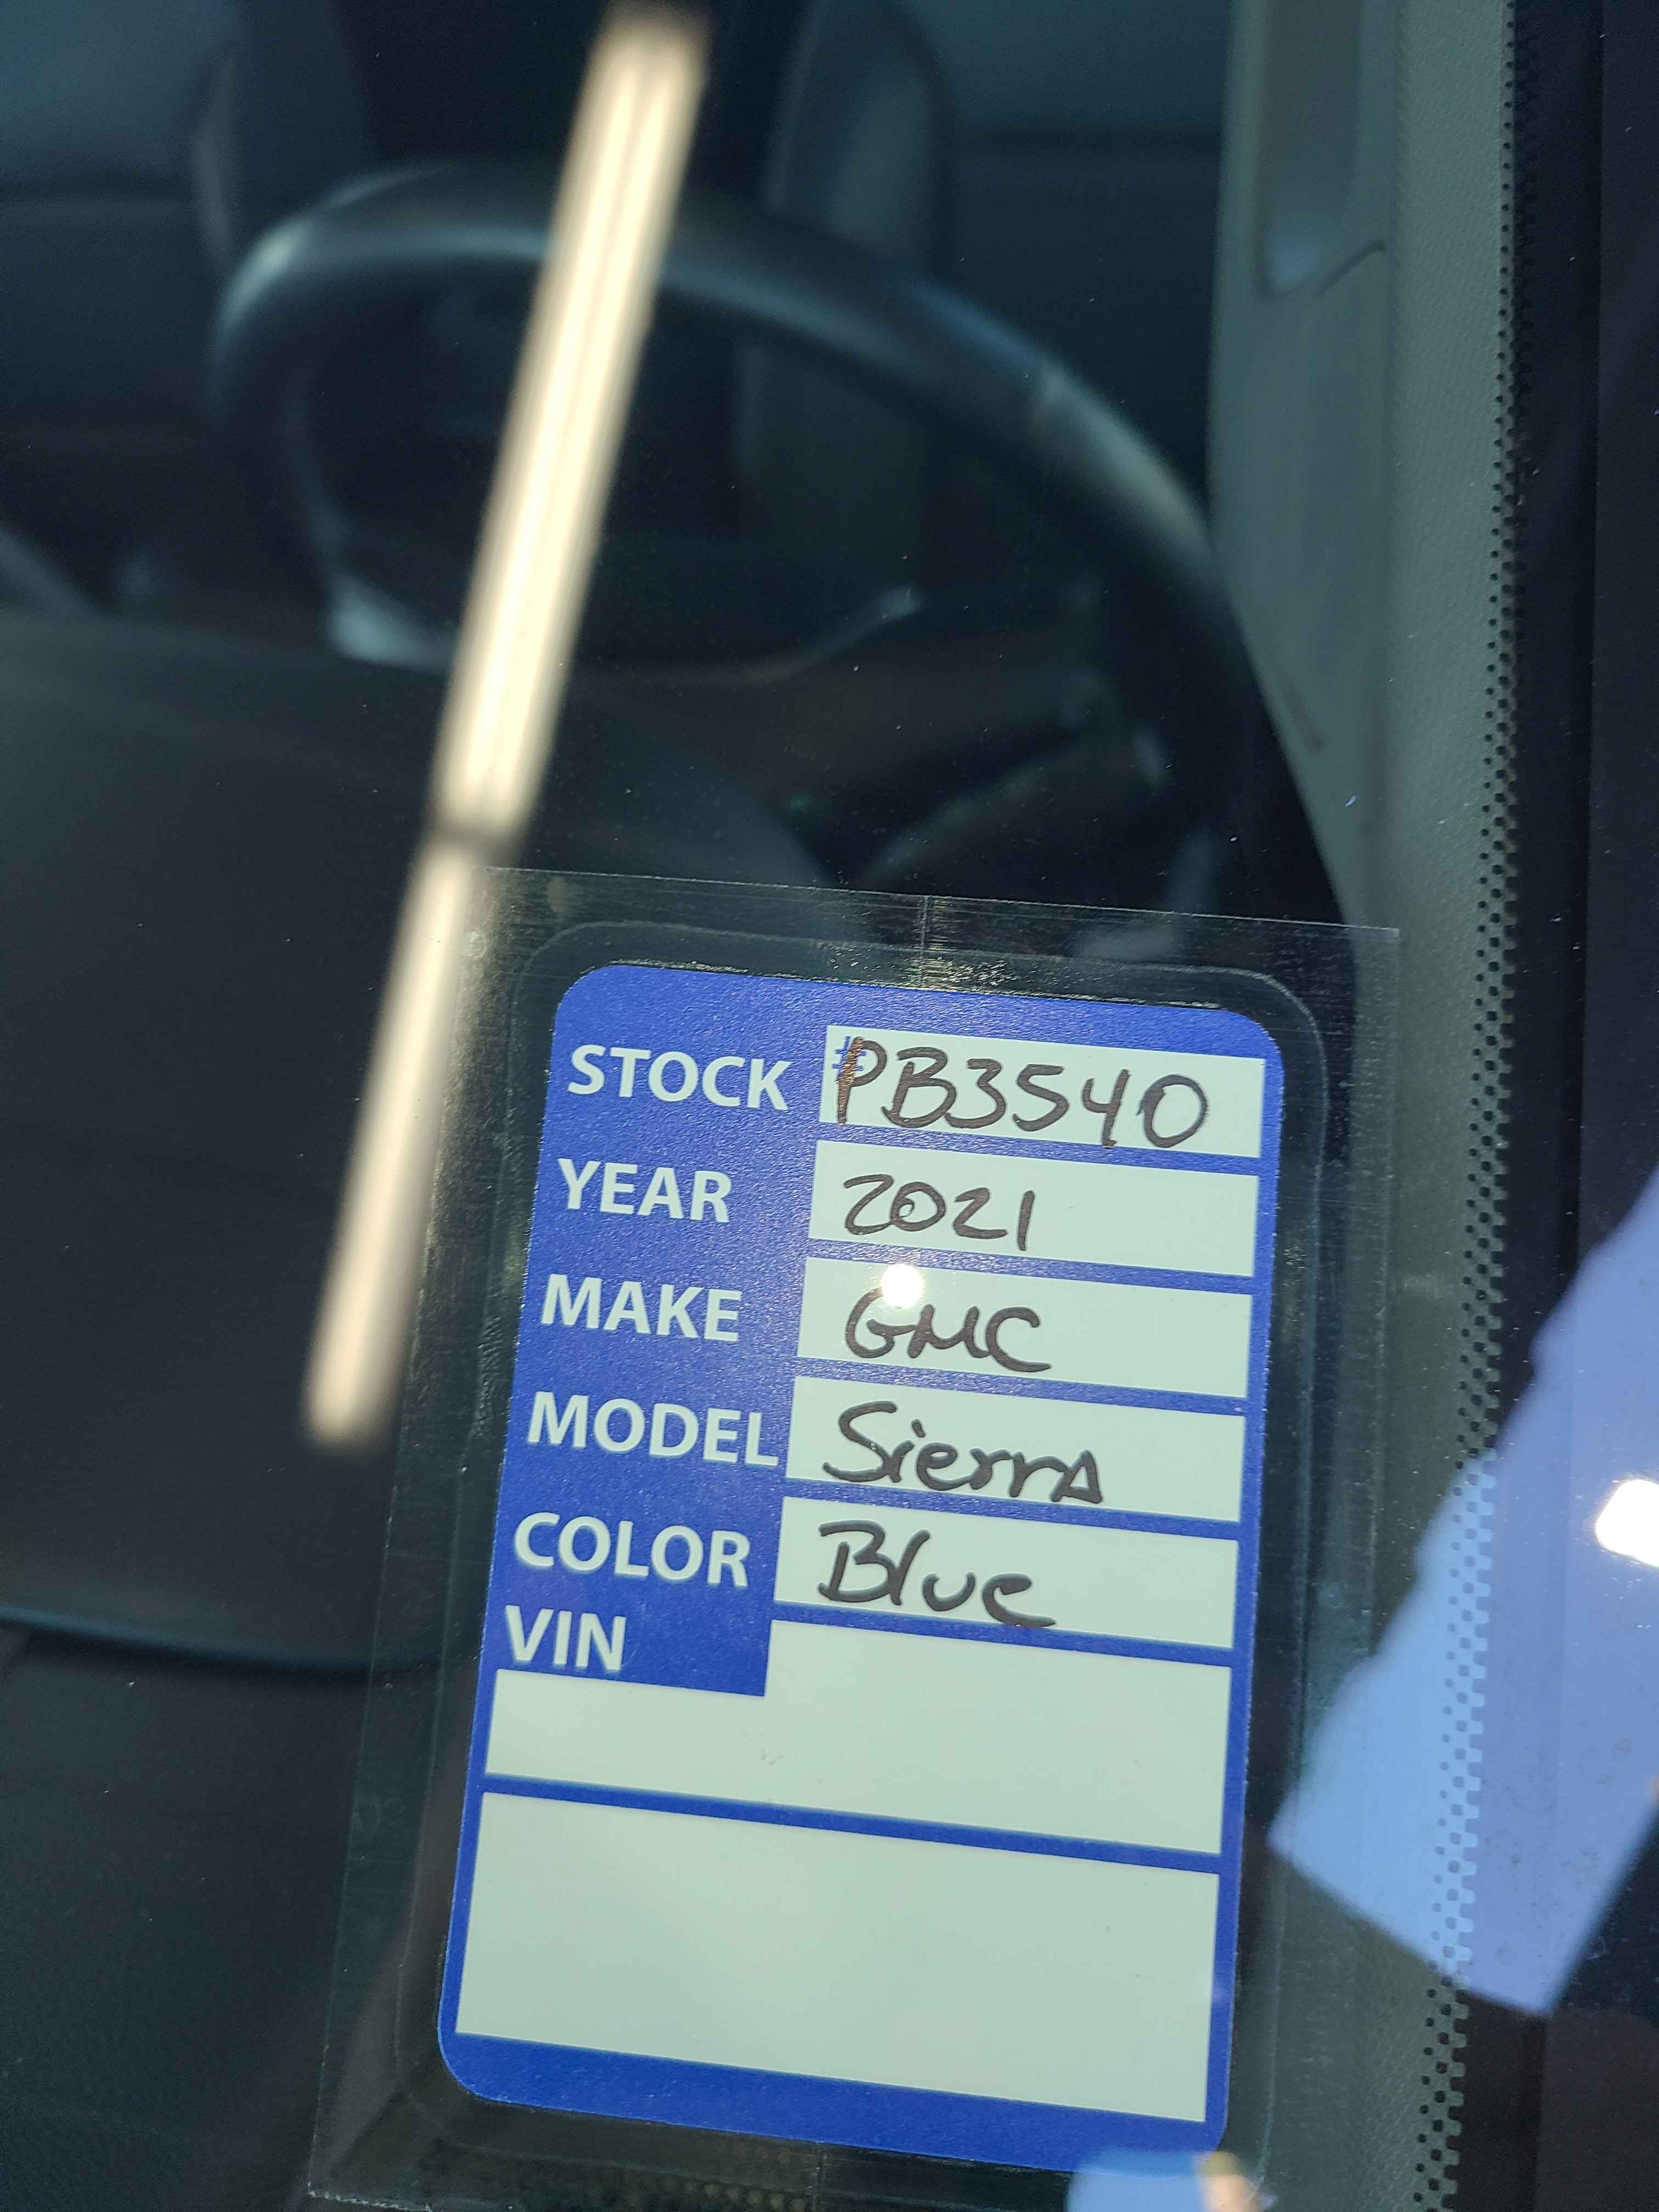 STOCK #PB3540
YEAR 2021
MAKE GMC
MODEL Sierra
COLOR Blue
VIN